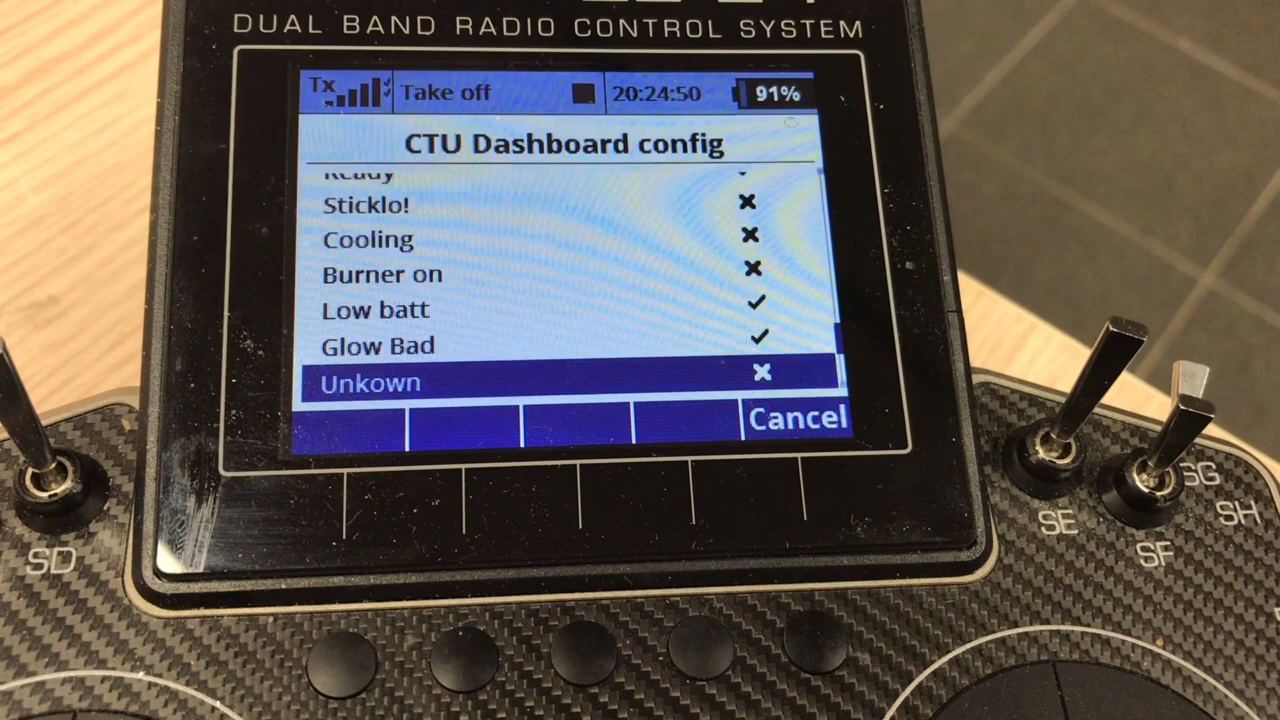 DUAL BAND RADIO CONTROL SYSTEM
Tx Take off 20:24:50 91%
CTU Dashboard config
Ready
Sticklo!
Cooling
Burner on
Low batt
Glow Bad
Unkown
Cancel
SD
SE
SF
SG
SH